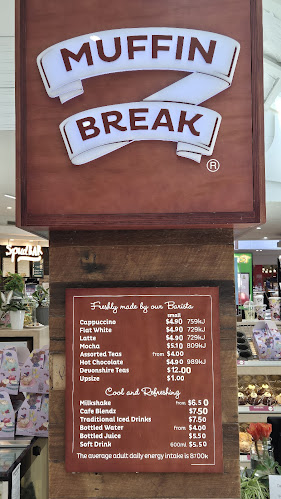 MUFFIN
BREAK
®
Freshly made by our Barista
small
Cappuccino $4.90 759kJ
Flat White $4.90 729kJ
Latte $4.90 729kJ
Mocha $5.10 809kJ
Assorted Teas from $4.00
Hot Chocolate $4.90 989kJ
Devonshire Teas $12.00
Upsize $1.00
Cool and Refreshing
Milkshake from $6.50
Cafe Blendz $7.50
Traditional Iced Drinks $7.50
Bottled Water from $4.00
Bottled Juice $5.50
Soft Drink 600mL $5.50
The average adult daily energy intake is 8700k